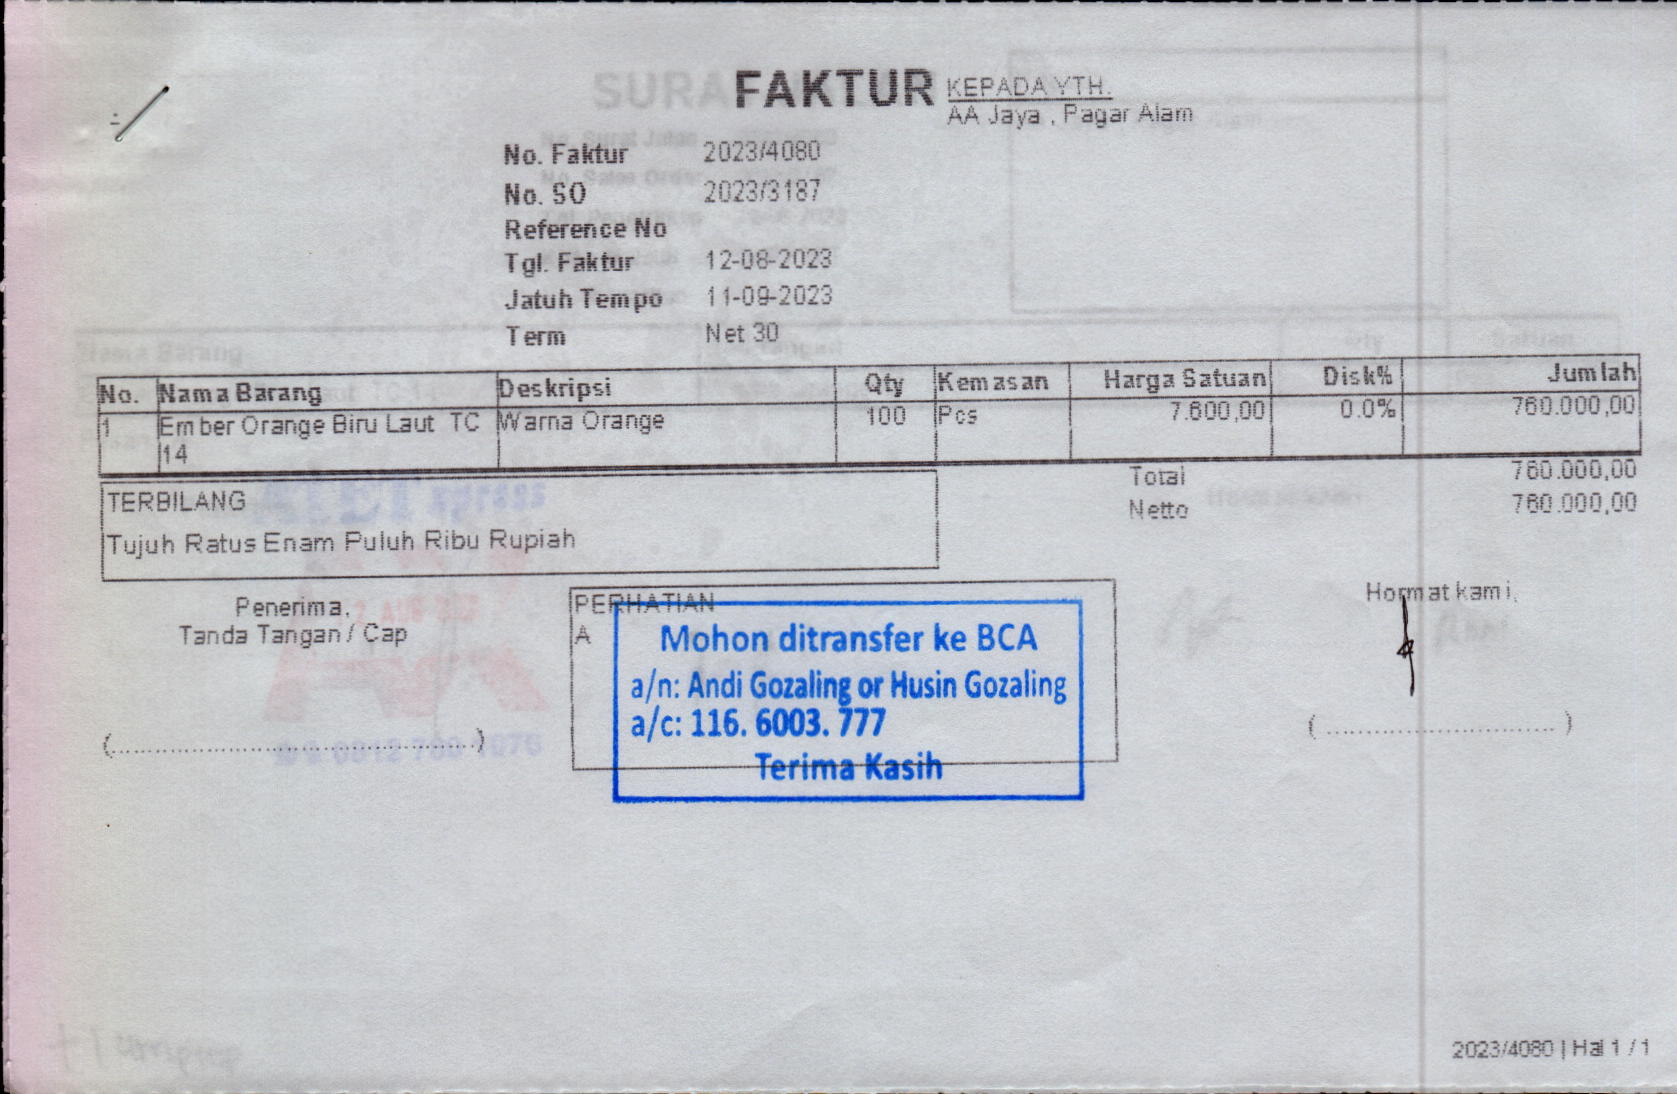 FAKTUR
KEPADA YTH.
AA Jaya , Pagar Alam
No. Faktur 2023/4080
No. SO 2023/3187
Reference No
Tgl. Faktur 12-08-2023
Jatuh Tempo 11-09-2023
Term Net 30
No. Nama Barang Deskripsi Qty Kemasan Harga Satuan Disk% Jumlah
1 Ember Orange Biru Laut TC 14 Warna Orange 100 Pcs 7.600,00 0.0% 760.000,00
Total 760.000,00
Netto 760.000,00
TERBILANG
Tujuh Ratus Enam Puluh Ribu Rupiah
Penerima,
Tanda Tangan / Cap
(....................................................)
PERHATIAN
A
Mohon ditransfer ke BCA
a/n: Andi Gozaling or Husin Gozaling
a/c: 116. 6003. 777
Terima Kasih
Hormat kami,
(................................)
2023/4080 | Hal 1 / 1